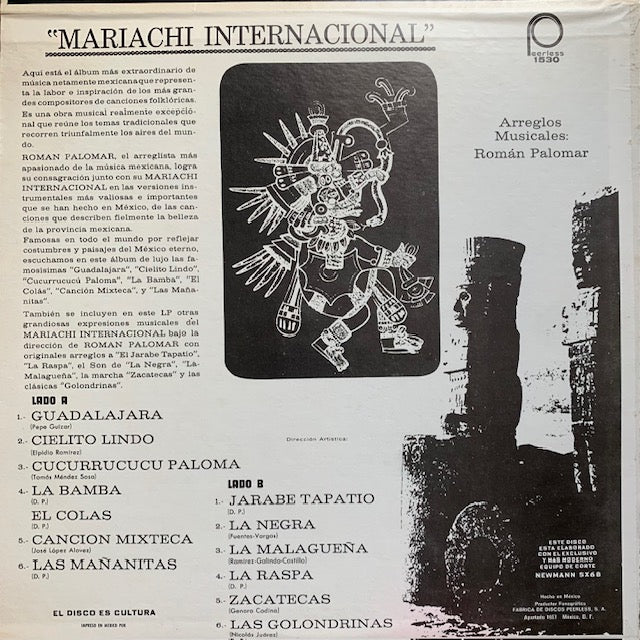 "MARIACHI INTERNACIONAL"
Peerless
1530
Aquí está el álbum más extraordinario de
música netamente mexicana que represen-
ta la labor e inspiración de los más gran-
des compositores de canciones folklóricas.
Es una obra musical realmente excepcio-
nal que reúne los temas tradicionales que
recorren triunfalmente los aires del mun-
do.
ROMAN PALOMAR, el arreglista más
apasionado de la música mexicana, logra
su consagración junto con su MARIACHI
INTERNACIONAL en las versiones ins-
trumentales más valiosas e importantes
que se han hecho en México, de las can-
ciones que describen fielmente la belleza
de la provincia mexicana.
Famosas en todo el mundo por reflejar
costumbres y paisajes del México eterno,
escuchamos en este álbum de lujo las fa-
mosísimas "Guadalajara", "Cielito Lindo",
"Cucurrucucú Paloma", "La Bamba", "El
Colás", "Canción Mixteca", y "Las Maña-
nitas".
También se incluyen en este LP otras
grandiosas expresiones musicales del
MARIACHI INTERNACIONAL bajo la
dirección de ROMAN PALOMAR con
originales arreglos a "El Jarabe Tapatío",
"La Raspa", el Son de "La Negra", "La-
Malagueña", la marcha "Zacatecas" y las
clásicas "Golondrinas".
Arreglos
Musicales:
Román Palomar
LADO A
1.- GUADALAJARA
(Pepe Guízar)
2.- CIELITO LINDO
(Elpidio Ramírez)
3.- CUCURRUCUCU PALOMA
(Tomás Méndez Sosa)
4.- LA BAMBA
(D. P.)
EL COLAS
(D. P.)
5.- CANCION MIXTECA
(José López Alavez)
6.- LAS MAÑANITAS
(D. P.)
EL DISCO ES CULTURA
IMPRESO EN MEXICO POR
Dirección Artística:
LADO B
1.- JARABE TAPATIO
(D. P.)
2.- LA NEGRA
(Fuentes-Vargas)
3.- LA MALAGUEÑA
(Ramírez-Galindo-Castillo)
4.- LA RASPA
(D. P.)
5.- ZACATECAS
(Genaro Codina)
6.- LAS GOLONDRINAS
(Nicolás Juárez)
ESTE DISCO
ESTA ELABORADO
CON EL EXCLUSIVO
Y MAS MODERNO
EQUIPO DE CORTE
NEWMANN SX68
Hecho en México
Productor Fonográfico
FABRICA DE DISCOS PEERLESS, S. A.
Apartado 1651 México, D. F.